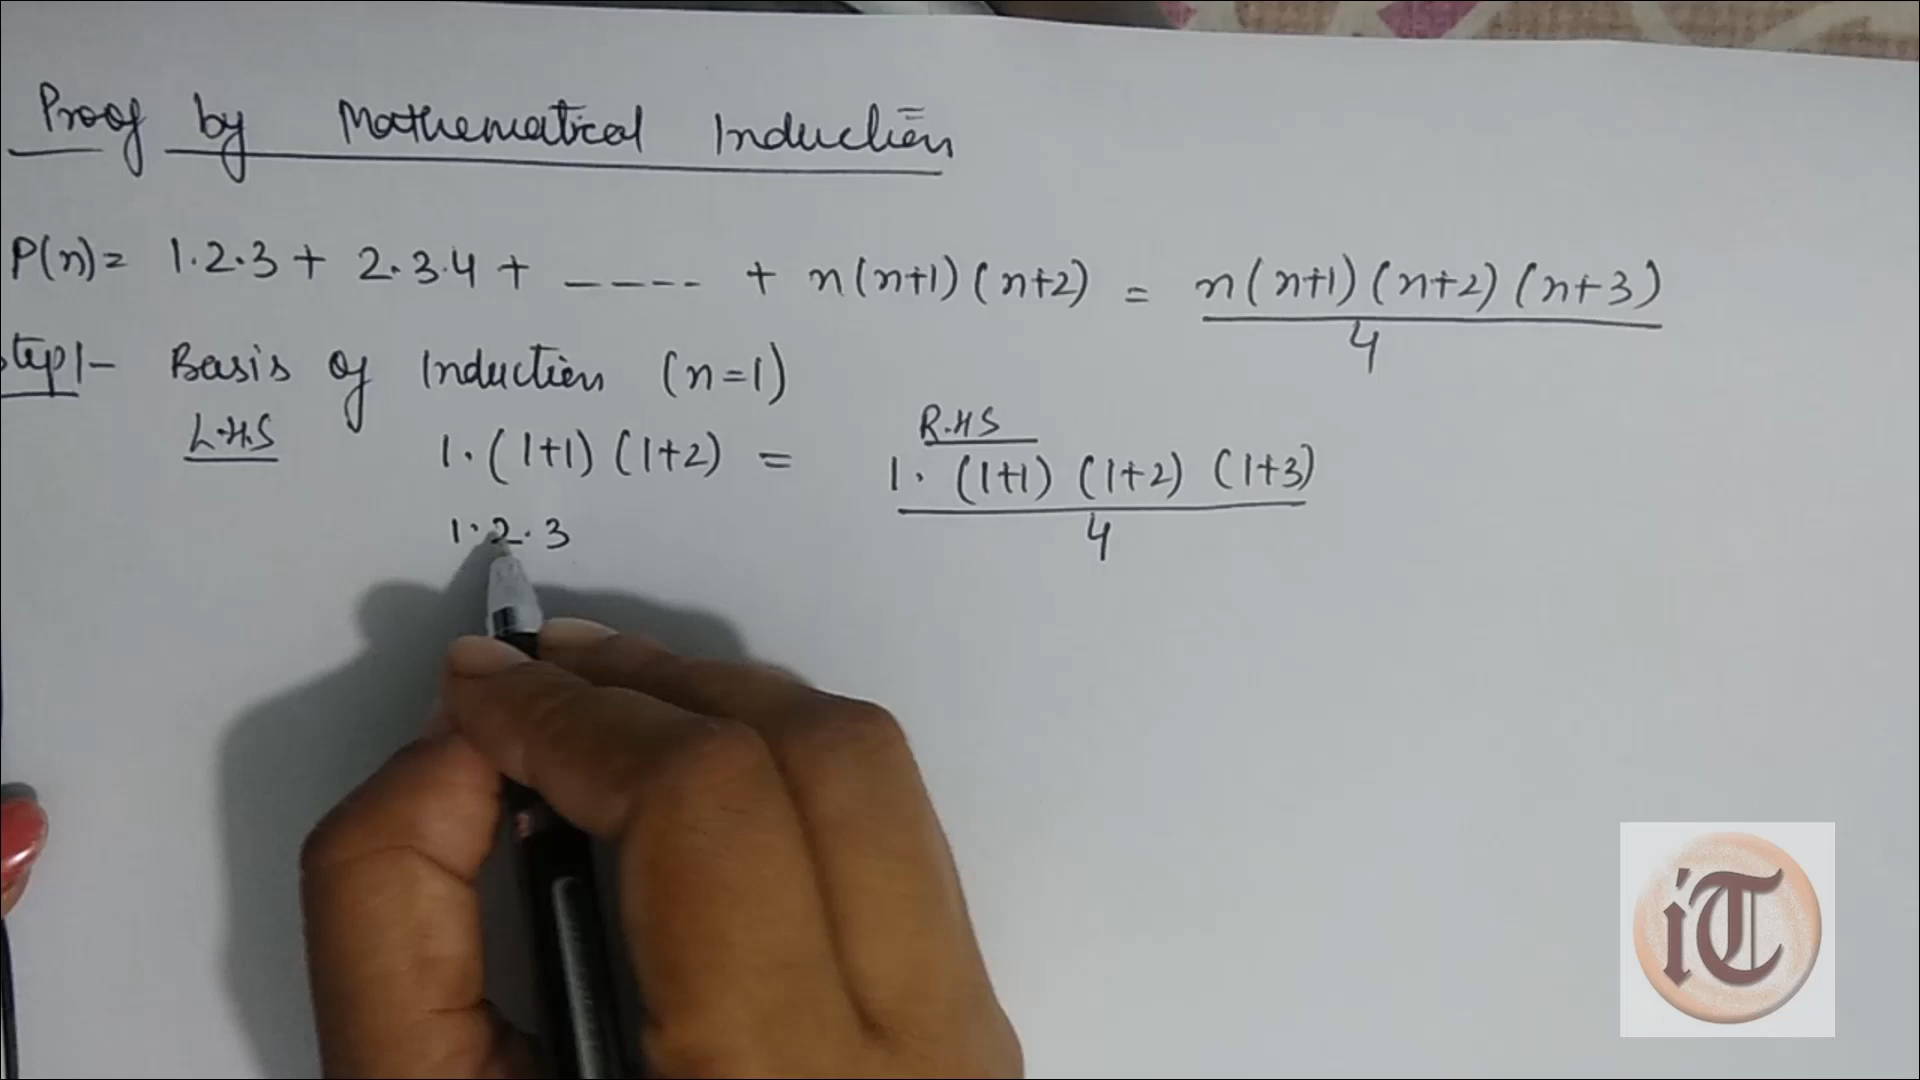 Proof by Mathematical Induction
P(n)= 1.2.3 + 2.3.4 + ---- + n(n+1)(n+2) = n(n+1)(n+2)(n+3)
4
Step1- Basis of Induction (n=1)
L.H.S
R.H.S
1.(1+1)(1+2) = 1.(1+1)(1+2)(1+3)
4
1.2.3
iT